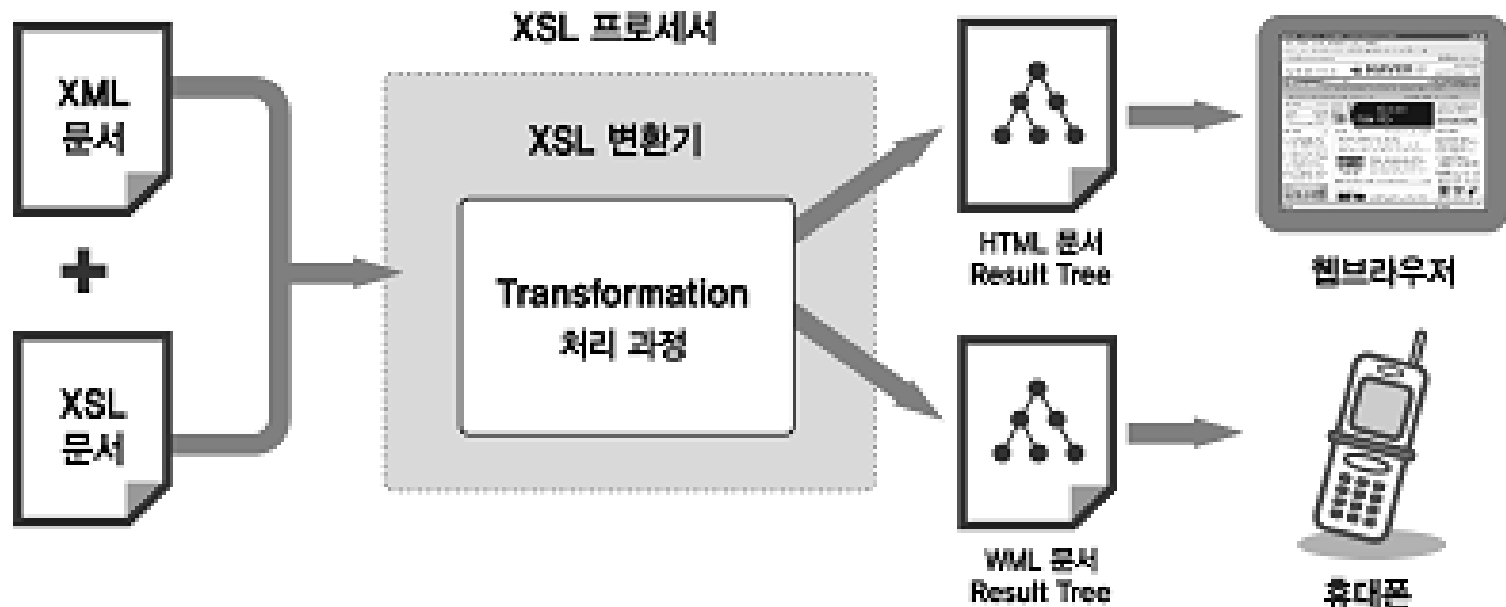 XSL 프로세서
XML
문서
XSL 변환기
Transformation
처리 과정
XSL
문서
HTML 문서
Result Tree
웹브라우저
WML 문서
Result Tree
휴대폰